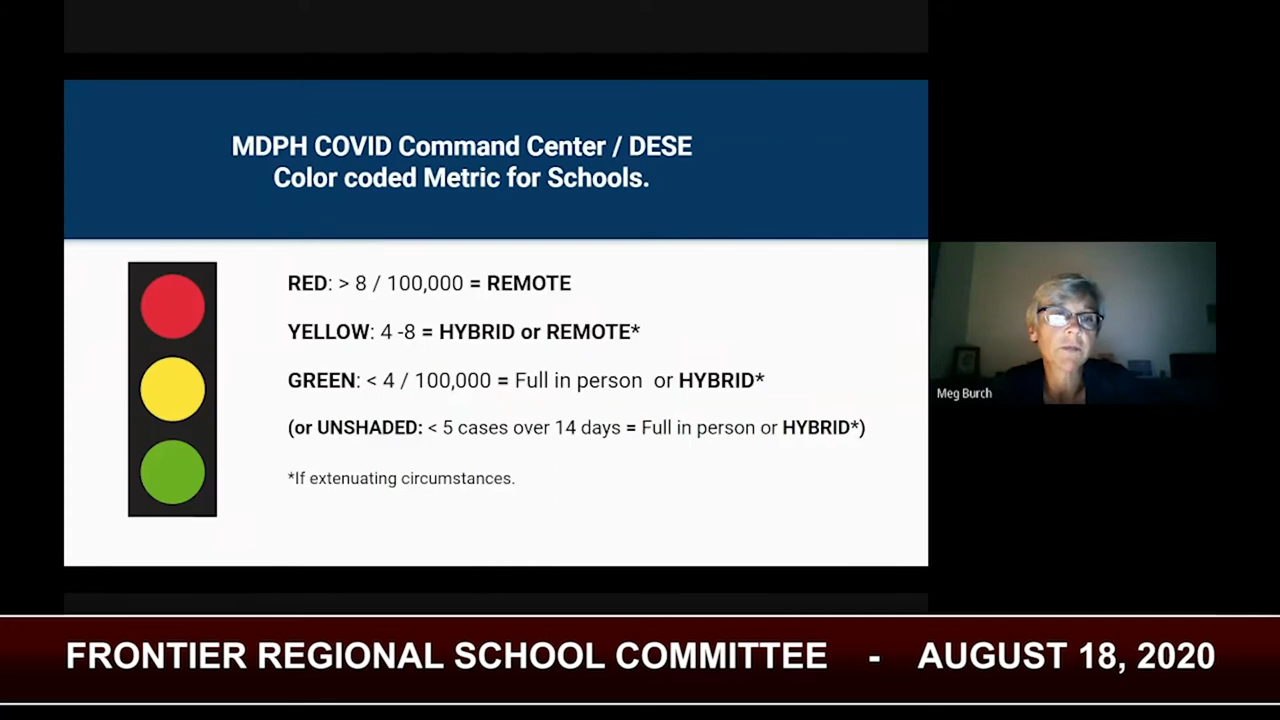 MDPH COVID Command Center / DESE
Color coded Metric for Schools.
RED: > 8 / 100,000 = REMOTE
YELLOW: 4 -8 = HYBRID or REMOTE*
GREEN: < 4 / 100,000 = Full in person or HYBRID*
(or UNSHADED: < 5 cases over 14 days = Full in person or HYBRID*)
*If extenuating circumstances.
Meg Burch
FRONTIER REGIONAL SCHOOL COMMITTEE - AUGUST 18, 2020